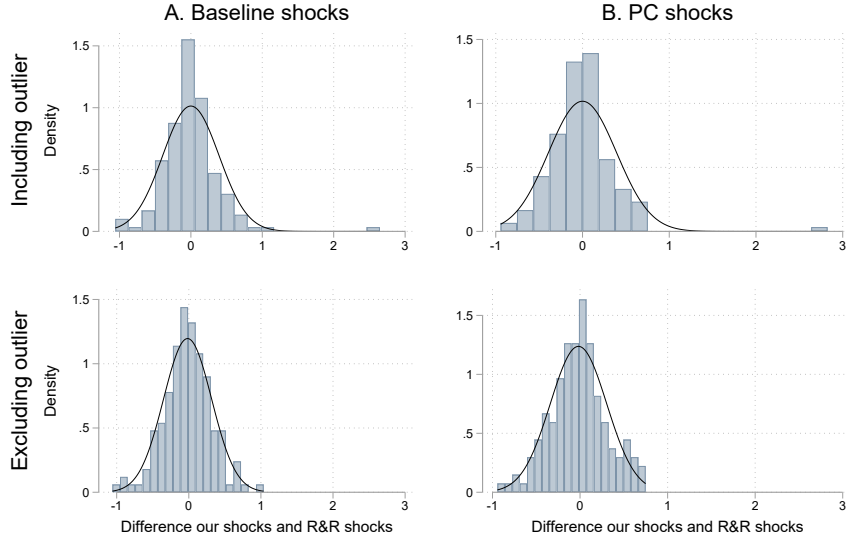 A. Baseline shocks
B. PC shocks
Including outlier
Density
1.5
1
.5
0
-1 0 1 2 3
1.5
1
.5
0
-1 0 1 2 3
Excluding outlier
Density
1.5
1
.5
0
-1 0 1 2 3
Difference our shocks and R&R shocks
1.5
1
.5
0
-1 0 1 2 3
Difference our shocks and R&R shocks